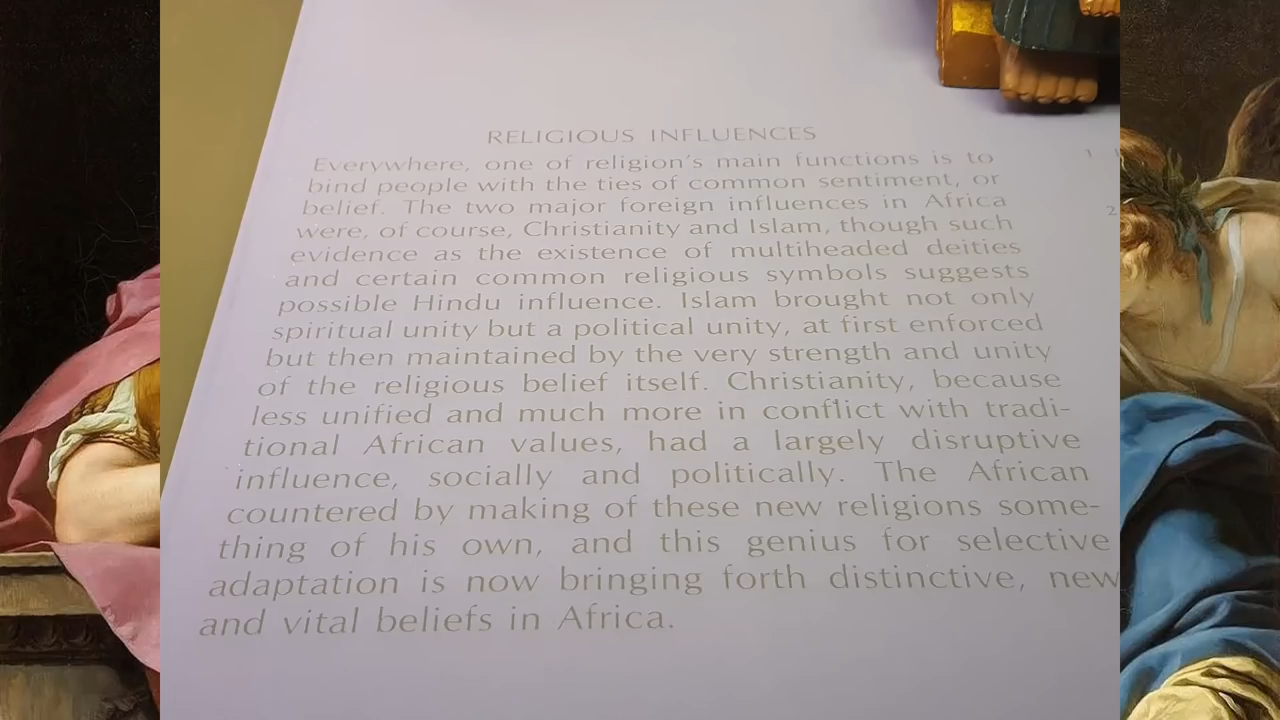 RELIGIOUS INFLUENCES
Everywhere, one of religion's main functions is to
bind people with the ties of common sentiment, or
belief. The two major foreign influences in Africa
were, of course, Christianity and Islam, though such
evidence as the existence of multiheaded deities
and certain common religious symbols suggests
possible Hindu influence. Islam brought not only
spiritual unity but a political unity, at first enforced
but then maintained by the very strength and unity
of the religious belief itself. Christianity, because
less unified and much more in conflict with tradi-
tional African values, had a largely disruptive
influence, socially and politically. The African
countered by making of these new religions some-
thing of his own, and this genius for selective
adaptation is now bringing forth distinctive, new
and vital beliefs in Africa.
1
2